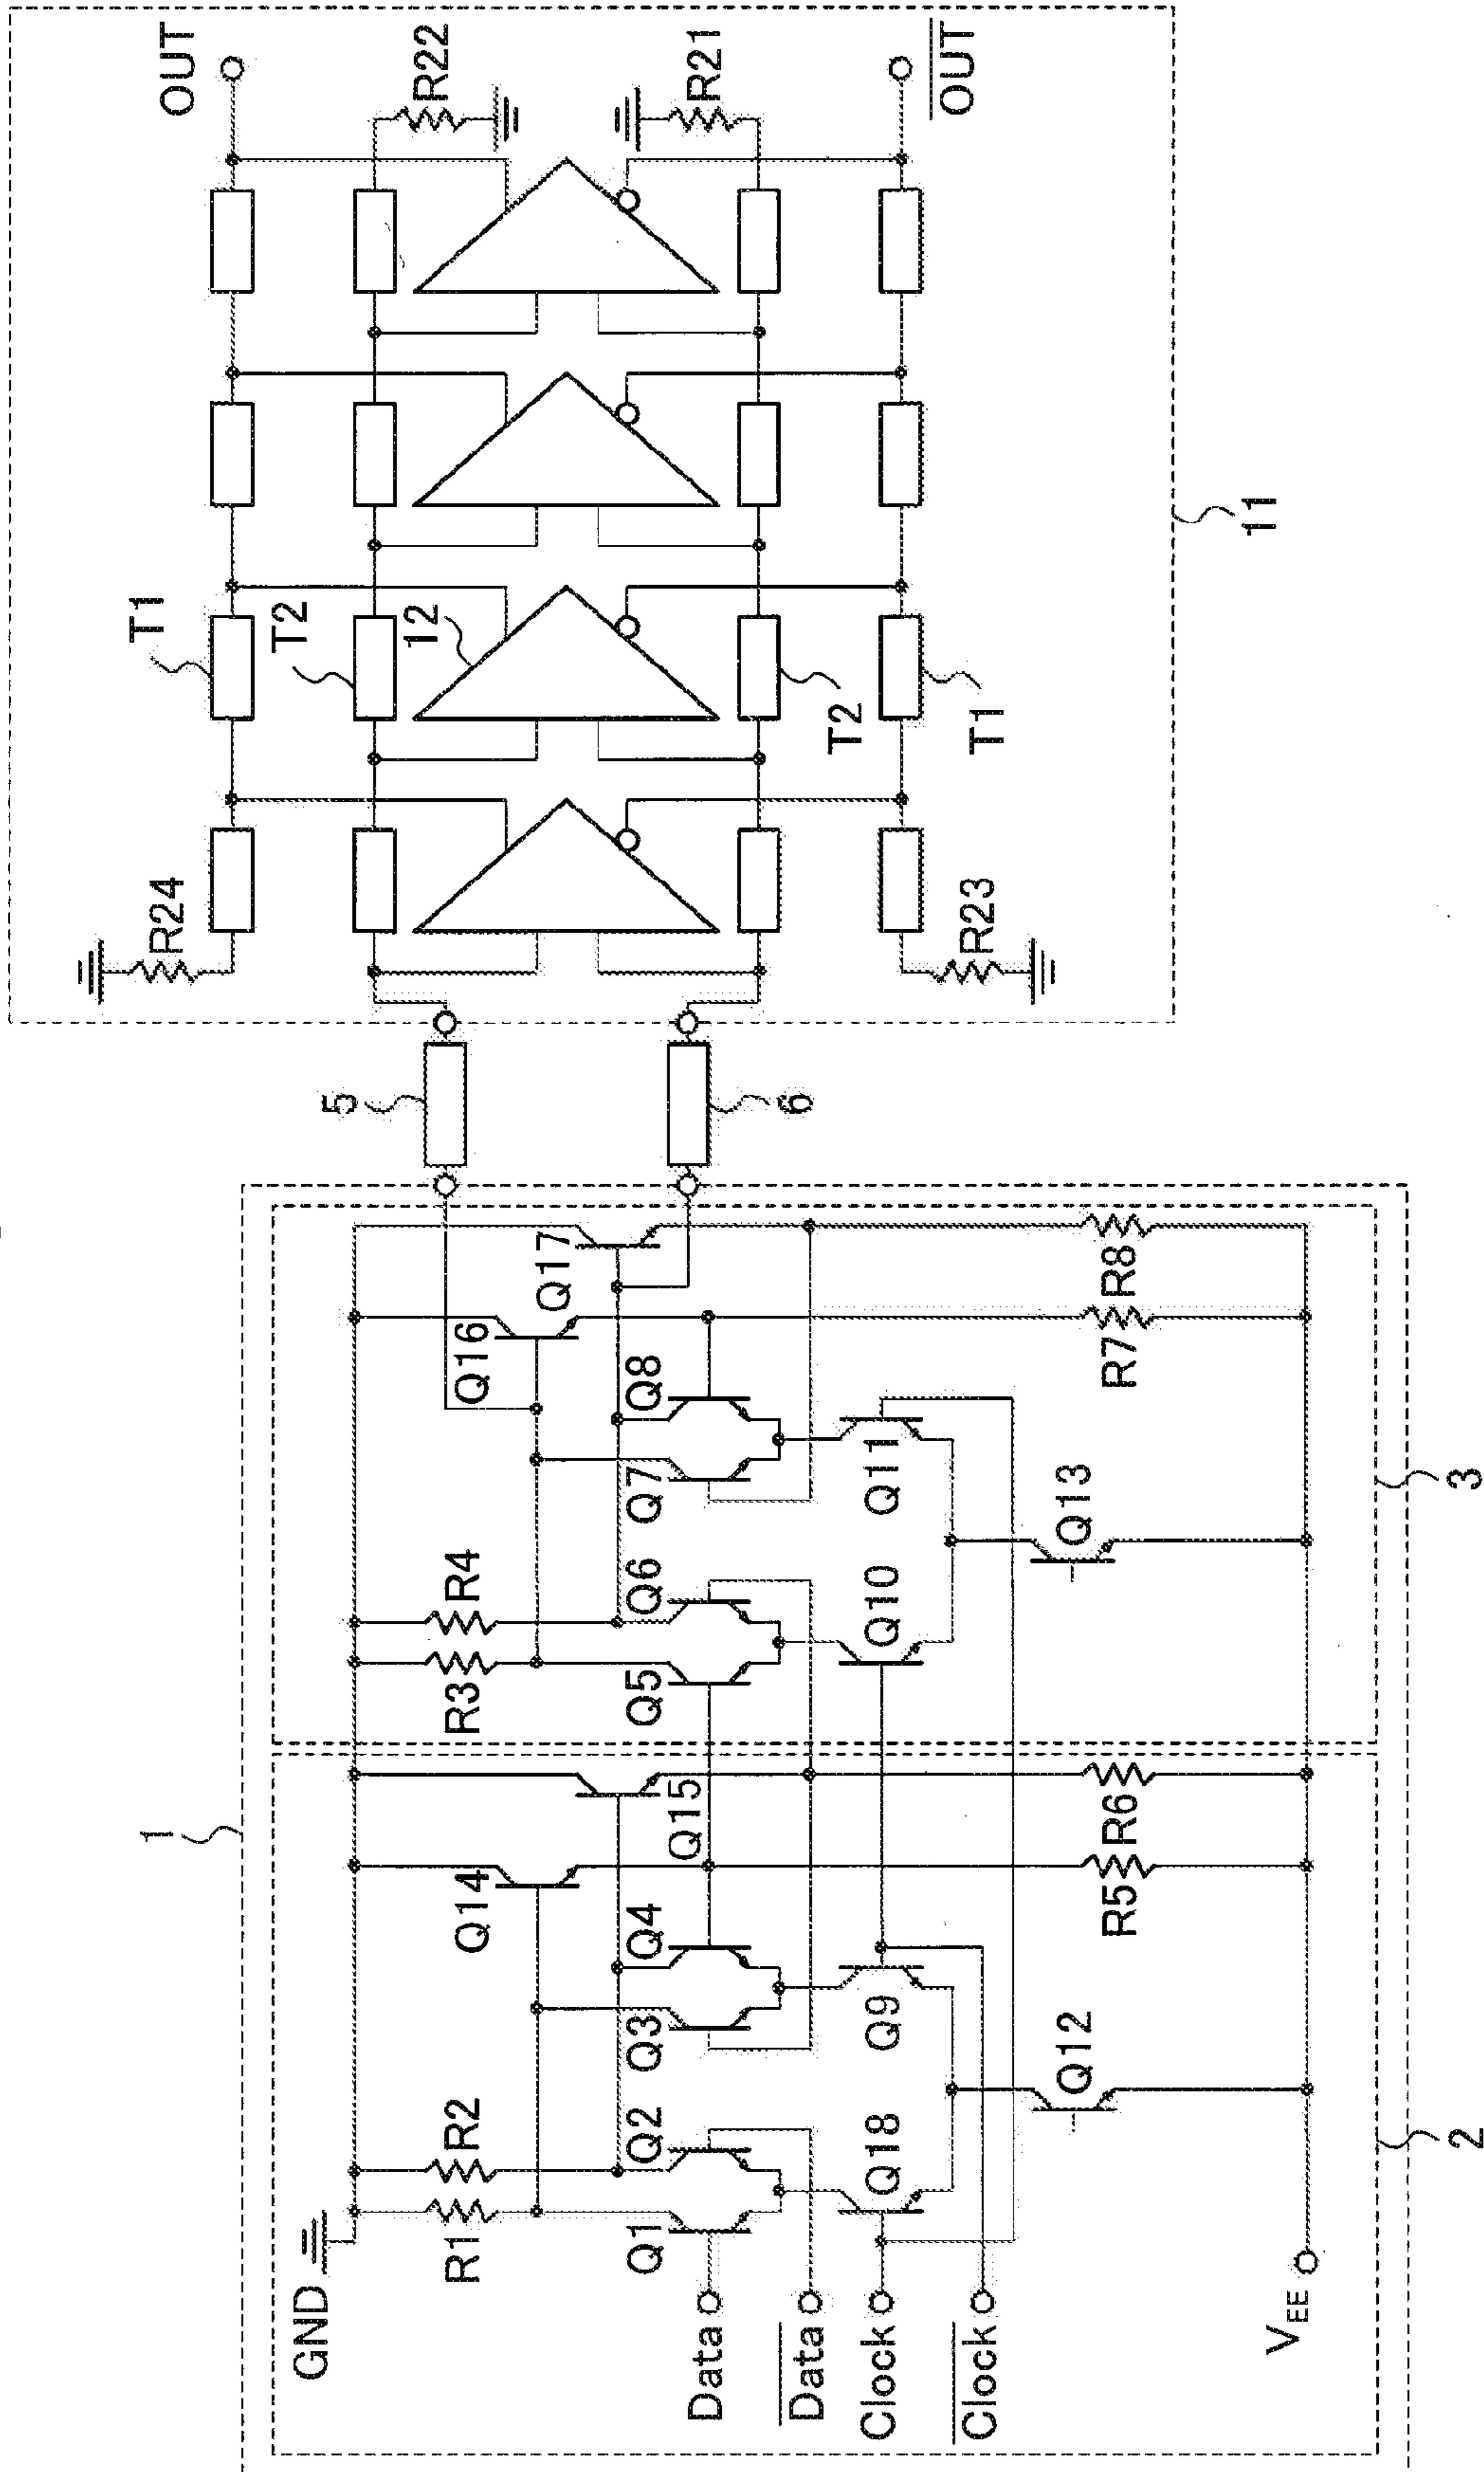 GND
R1
R2
Q1
Q2
Q3
Q4
Q14
Q15
Q18
Q9
Q12
R5
R6
Data
Data
Clock
Clock
VEE
1
2
R3
R4
Q5
Q6
Q7
Q8
Q16
Q17
Q10
Q11
Q13
R7
R8
3
5
6
R24
T1
T2
12
T2
T1
R23
OUT
R22
R21
OUT
11